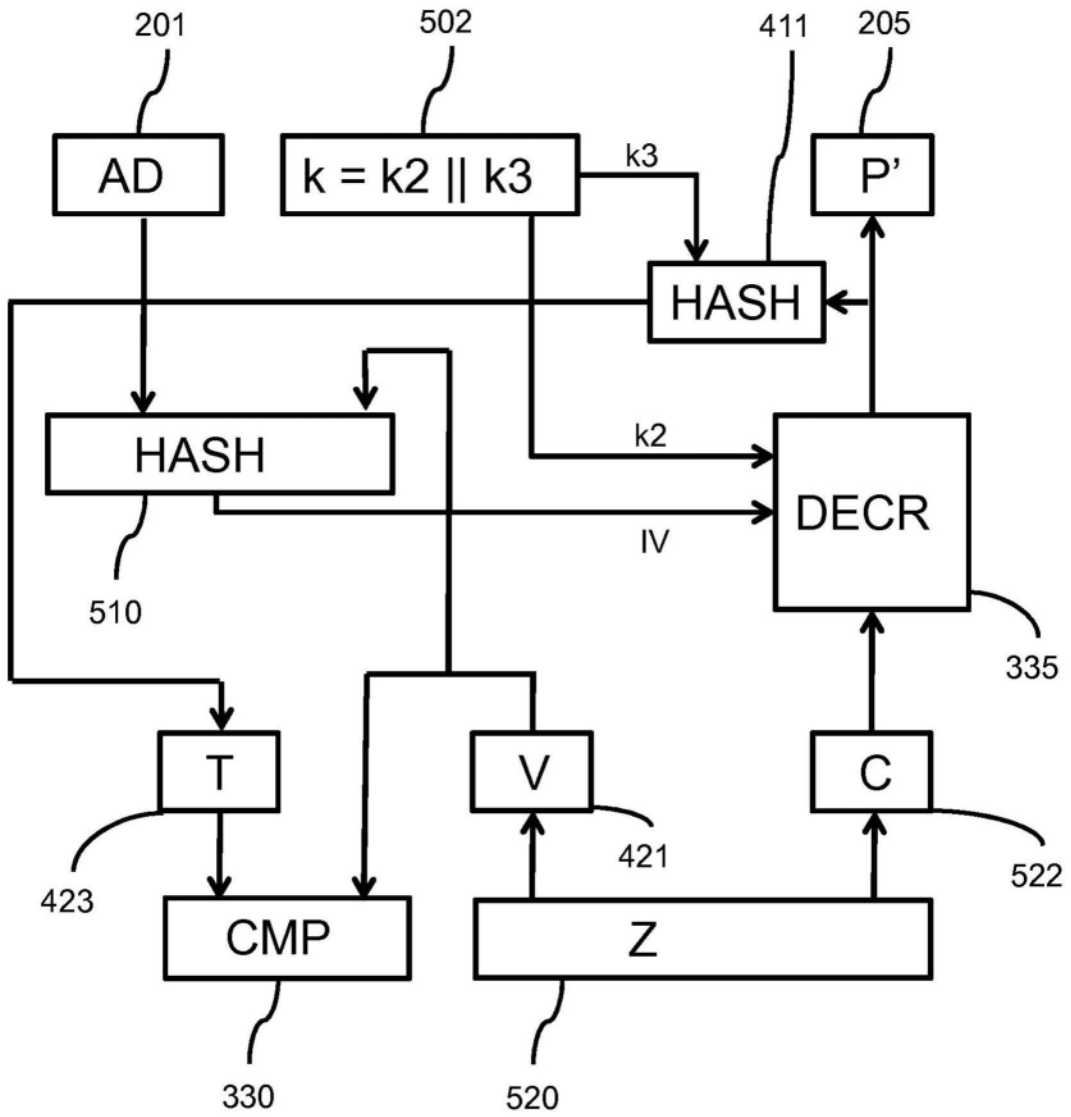 201
502
411
205
AD
k = k2 || k3
k3
P’
HASH
HASH
k2
DECR
IV
510
335
T
V
C
423
421
522
CMP
Z
330
520